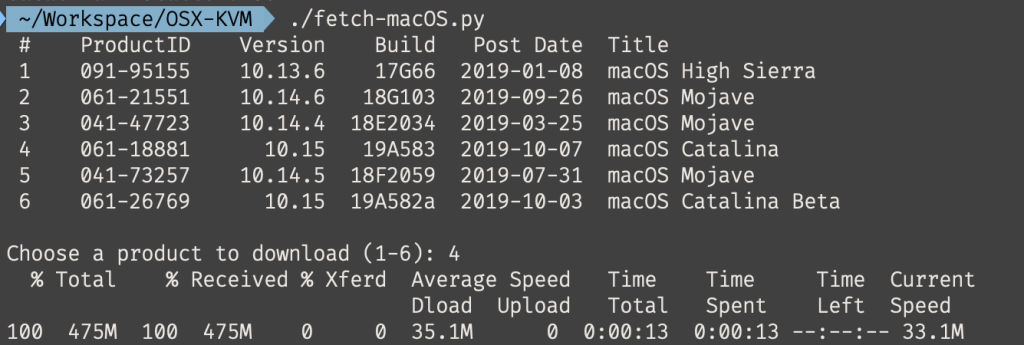 ~/Workspace/OSX-KVM ./fetch-macOS.py
# ProductID Version Build Post Date Title
1 091-95155 10.13.6 17G66 2019-01-08 macOS High Sierra
2 061-21551 10.14.6 18G103 2019-09-26 macOS Mojave
3 041-47723 10.14.4 18E2034 2019-03-25 macOS Mojave
4 061-18881 10.15 19A583 2019-10-07 macOS Catalina
5 041-73257 10.14.5 18F2059 2019-07-31 macOS Mojave
6 061-26769 10.15 19A582a 2019-10-03 macOS Catalina Beta
Choose a product to download (1-6): 4
% Total % Received % Xferd Average Speed Time Time Time Current
Dload Upload Total Spent Left Speed
100 475M 100 475M 0 0 35.1M 0 0:00:13 0:00:13 --:--:-- 33.1M